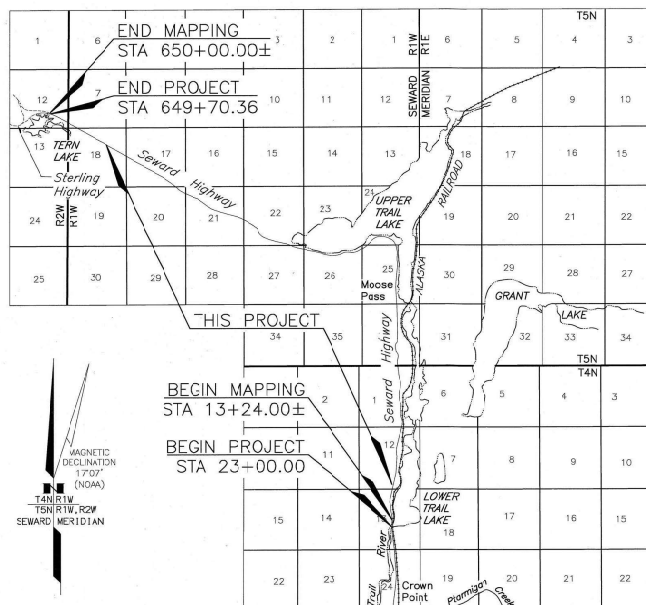 T5N
1 6 3 2 1 6 5 4 3
END MAPPING
STA 650+00.00±
R1W
R1E
12 7 10 11 12 7 8 9 10
END PROJECT
STA 649+70.36
SEWARD
MERIDIAN
13 18 17 16 15 14 13 18 17 16 15
TERN
LAKE
Sterling
Highway
Seward Highway
24 19 20 21 22 23 24 19 20 21 22
R2W
R1W
UPPER
TRAIL
LAKE
RAILROAD
25 30 29 28 27 26 25 30 29 28 27
Moose
Pass
ALASKA
GRANT
LAKE
THIS PROJECT
34 35 31 32 33 34
Seward Highway
T5N
T4N
BEGIN MAPPING
STA 13+24.00±
2 1 6 5 4 3
BEGIN PROJECT
STA 23+00.00
11 12 7 8 9 10
MAGNETIC
DECLINATION
17°07'
(NOAA)
T4N R1W
T5N R1W,R2W
SEWARD MERIDIAN
LOWER
TRAIL
LAKE
15 14 13 18 17 16 15
Trail River
22 23 24 19 20 21 22
Crown
Point
Ptarmigan Creek